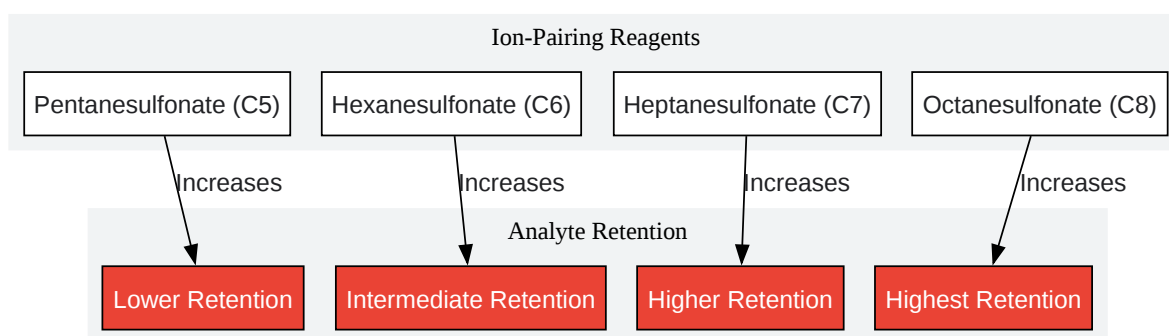 Ion-Pairing Reagents
Pentanesulfonate (C5)
Hexanesulfonate (C6)
Heptanesulfonate (C7)
Octanesulfonate (C8)
Increases
Increases
Increases
Increases
Analyte Retention
Lower Retention
Intermediate Retention
Higher Retention
Highest Retention